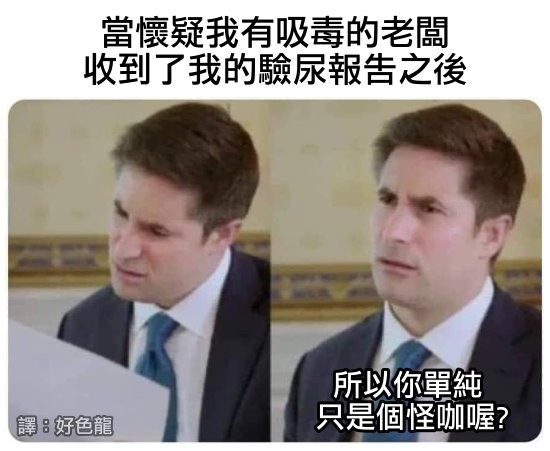 當懷疑我有吸毒的老闆
收到了我的驗尿報告之後
所以你單純
只是個怪咖喔?
譯：好色龍